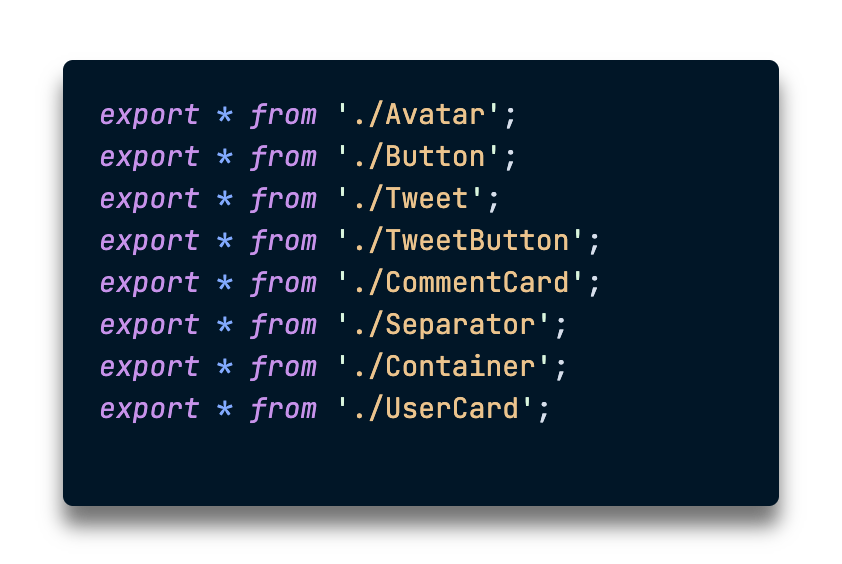 export * from './Avatar';
export * from './Button';
export * from './Tweet';
export * from './TweetButton';
export * from './CommentCard';
export * from './Separator';
export * from './Container';
export * from './UserCard';